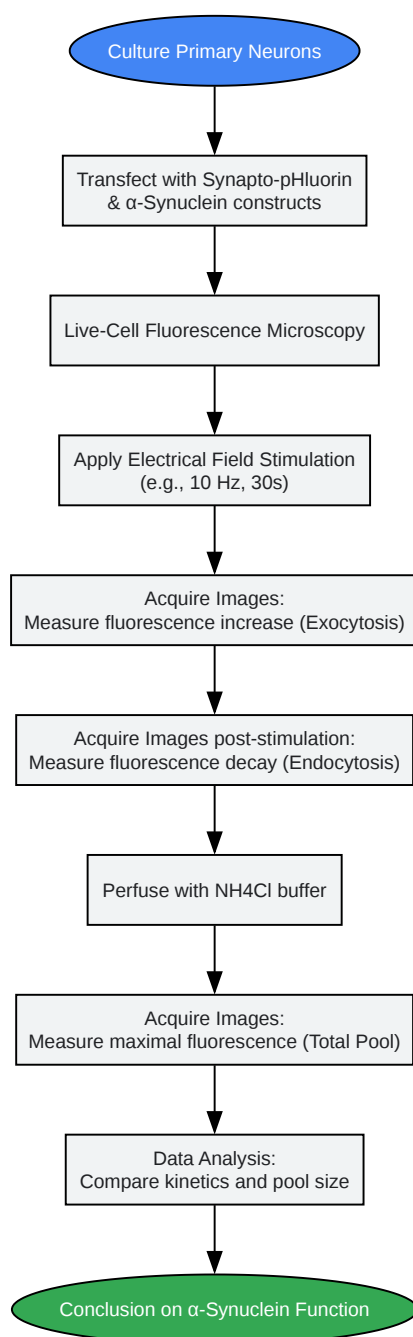 Culture Primary Neurons
Transfect with Synapto-pHluorin
& α-Synuclein constructs
Live-Cell Fluorescence Microscopy
Apply Electrical Field Stimulation
(e.g., 10 Hz, 30s)
Acquire Images:
Measure fluorescence increase (Exocytosis)
Acquire Images post-stimulation:
Measure fluorescence decay (Endocytosis)
Perfuse with NH4Cl buffer
Acquire Images:
Measure maximal fluorescence (Total Pool)
Data Analysis:
Compare kinetics and pool size
Conclusion on α-Synuclein Function